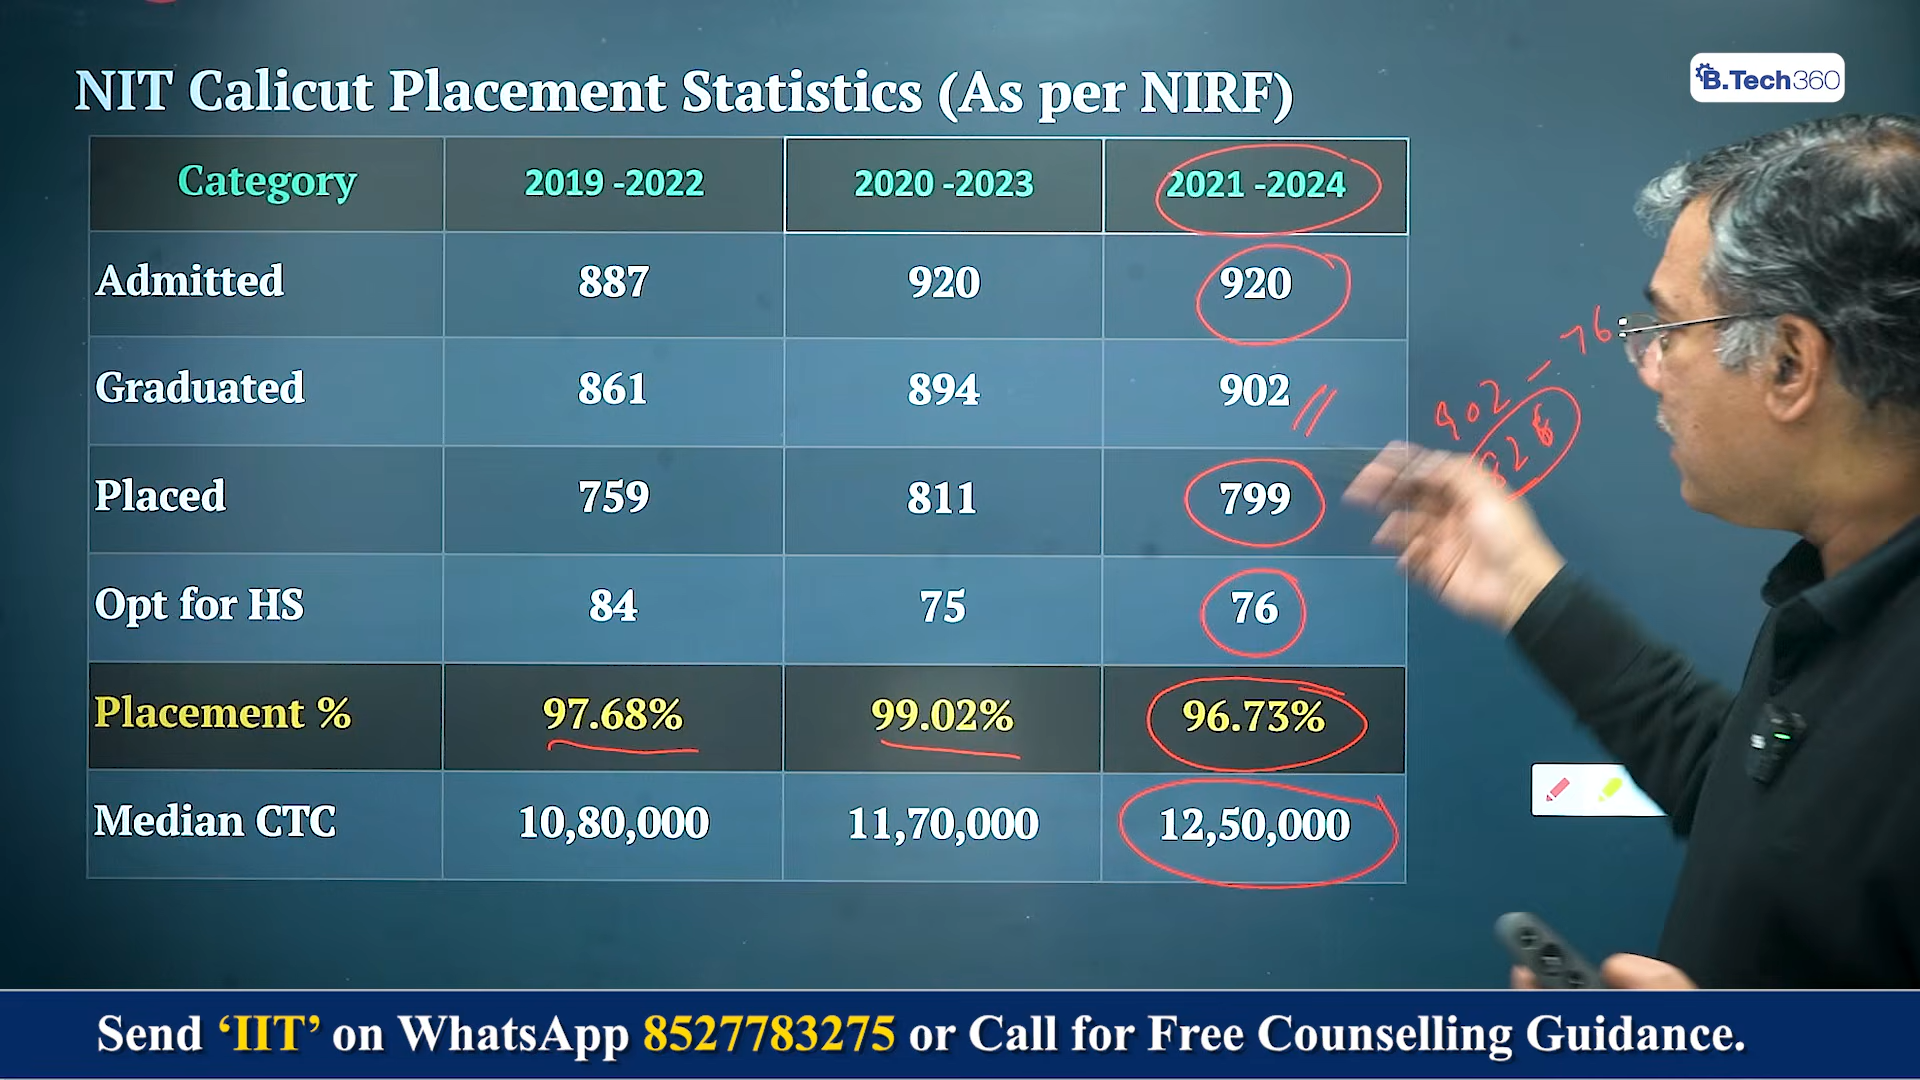 NIT Calicut Placement Statistics (As per NIRF)
B.Tech360
Category 2019 -2022 2020 -2023 2021 -2024
Admitted 887 920 920
Graduated 861 894 902
902 - 76
Placed 759 811 799
Opt for HS 84 75 76
Placement % 97.68% 99.02% 96.73%
Median CTC 10,80,000 11,70,000 12,50,000
Send ‘IIT’ on WhatsApp 8527783275 or Call for Free Counselling Guidance.